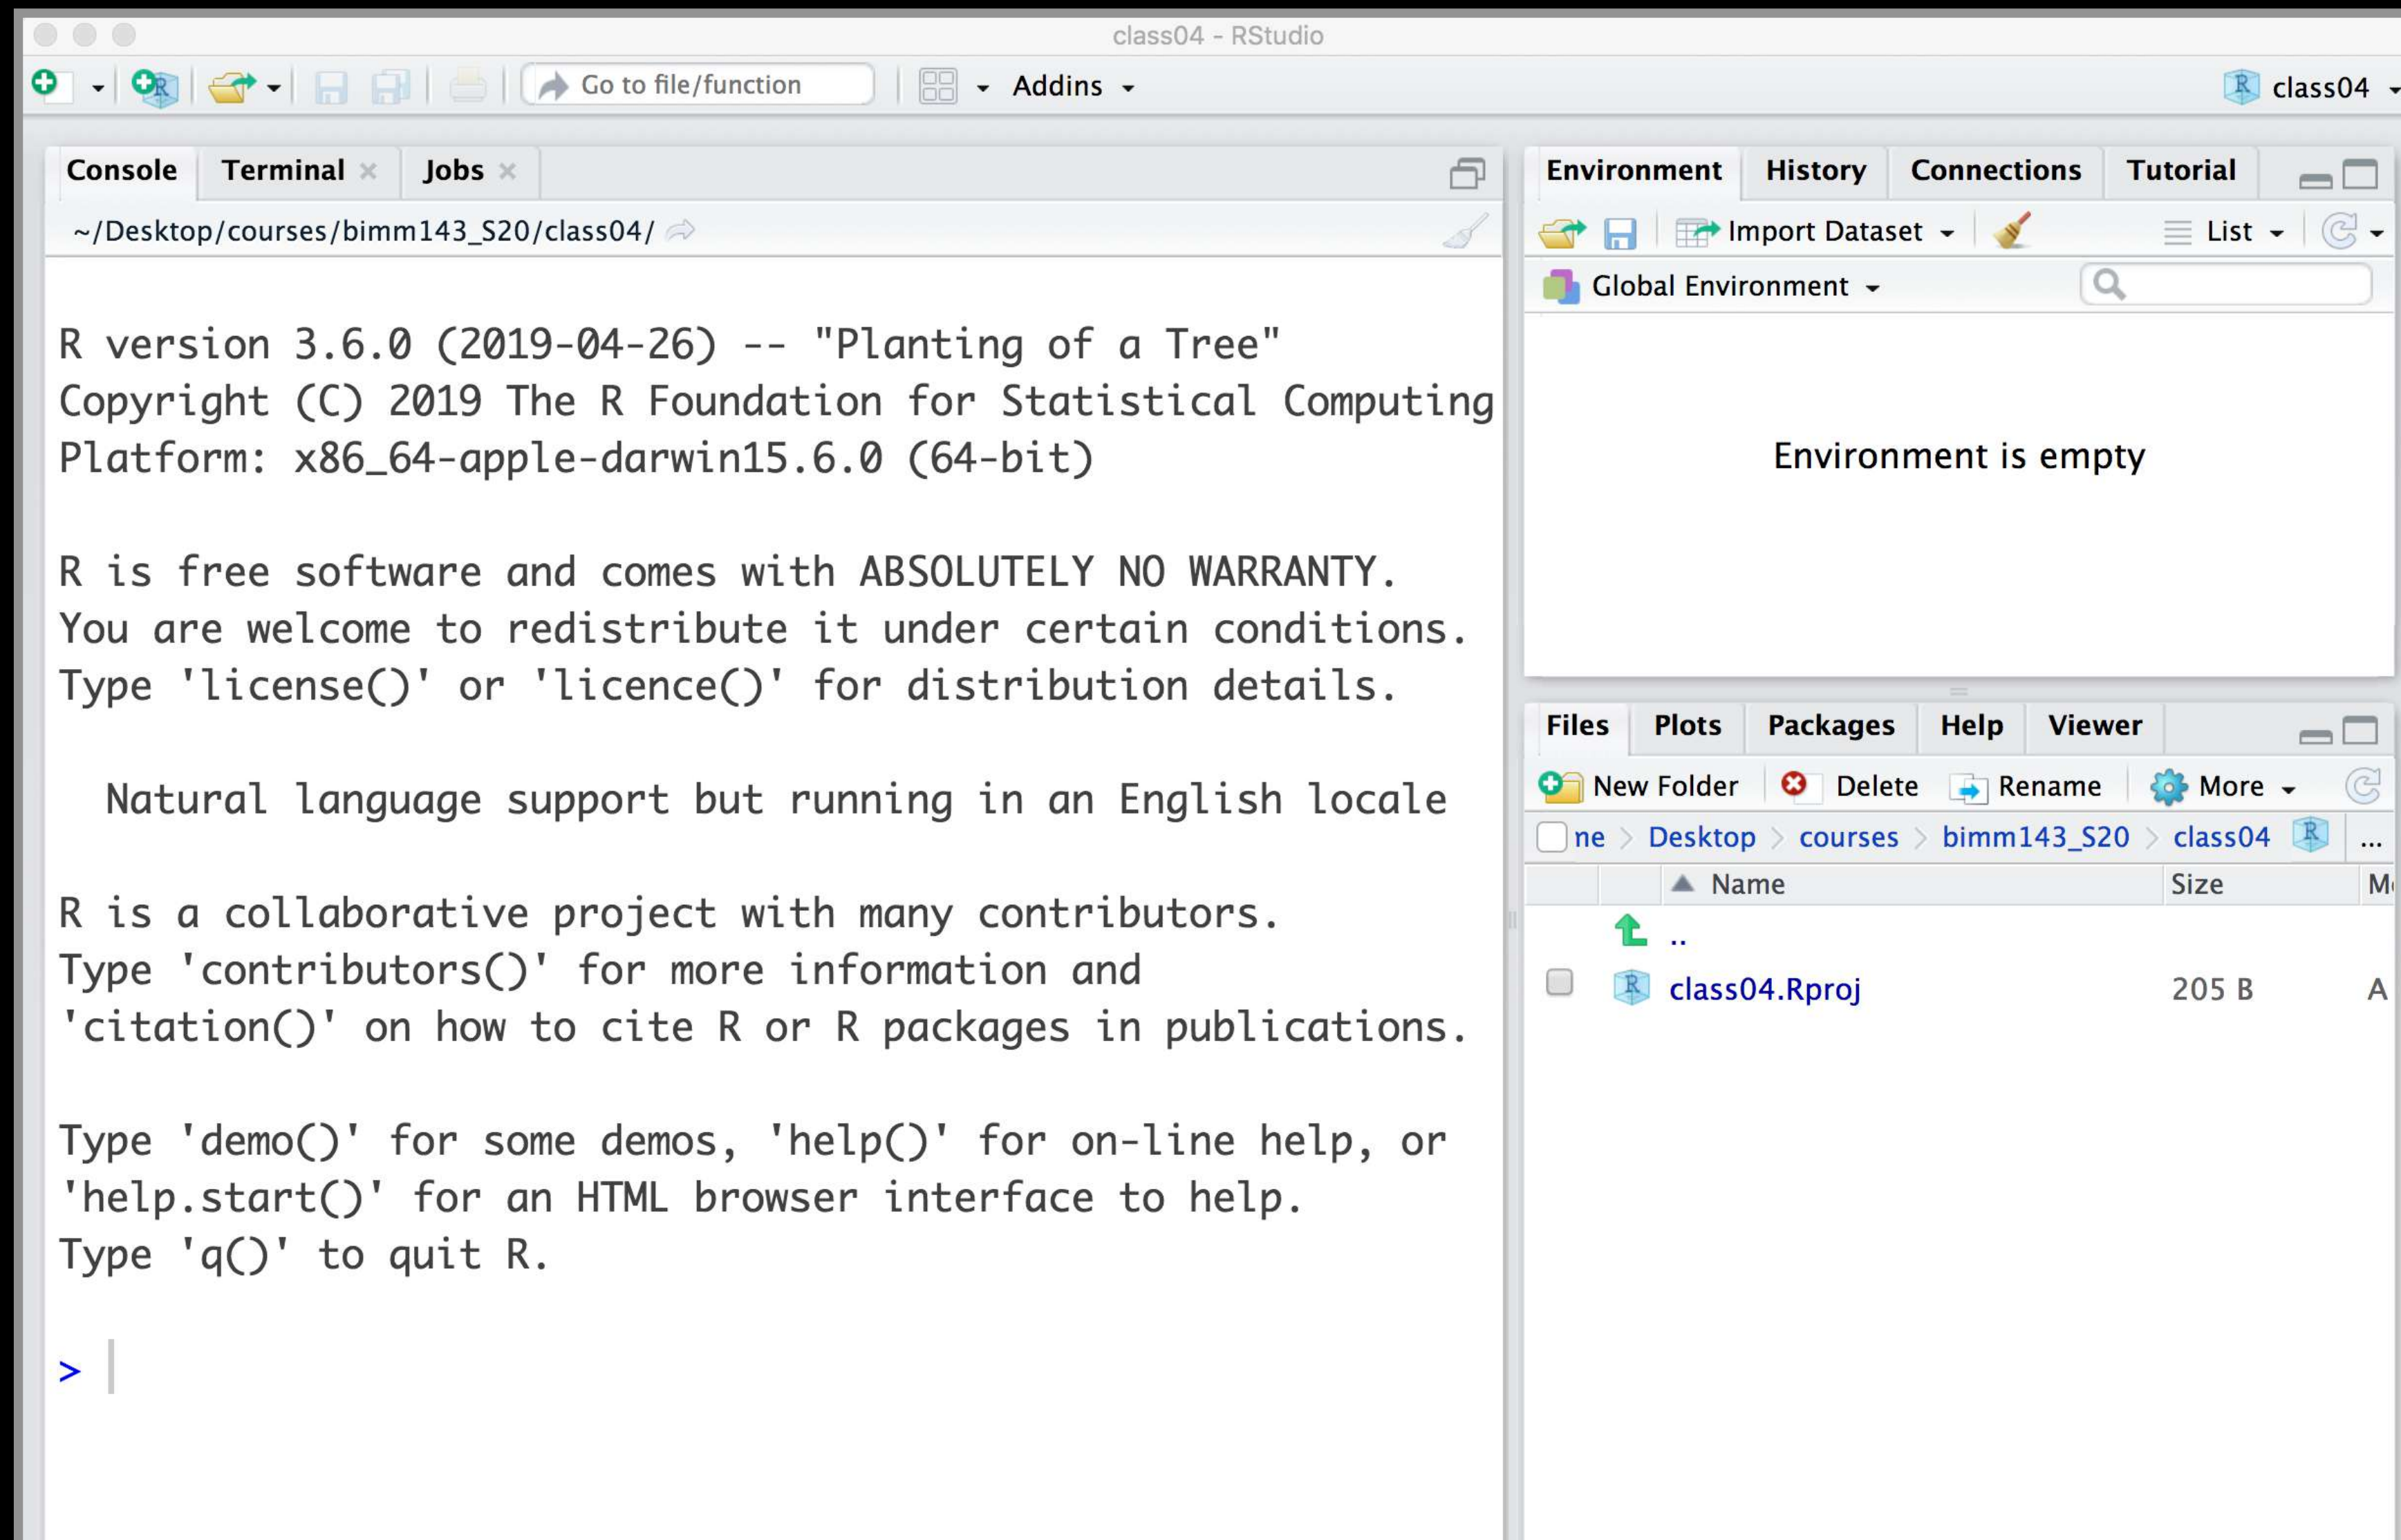 class04 - RStudio
Go to file/function
Addins
class04
Console Terminal Jobs
~/Desktop/courses/bimm143_S20/class04/
R version 3.6.0 (2019-04-26) -- "Planting of a Tree"
Copyright (C) 2019 The R Foundation for Statistical Computing
Platform: x86_64-apple-darwin15.6.0 (64-bit)
R is free software and comes with ABSOLUTELY NO WARRANTY.
You are welcome to redistribute it under certain conditions.
Type 'license()' or 'licence()' for distribution details.
Natural language support but running in an English locale
R is a collaborative project with many contributors.
Type 'contributors()' for more information and
'citation()' on how to cite R or R packages in publications.
Type 'demo()' for some demos, 'help()' for on-line help, or
'help.start()' for an HTML browser interface to help.
Type 'q()' to quit R.
>
Environment History Connections Tutorial
Import Dataset List
Global Environment
Environment is empty
Files Plots Packages Help Viewer
New Folder Delete Rename More
ne > Desktop > courses > bimm143_S20 > class04 ...
Name Size M
..
class04.Rproj 205 B A